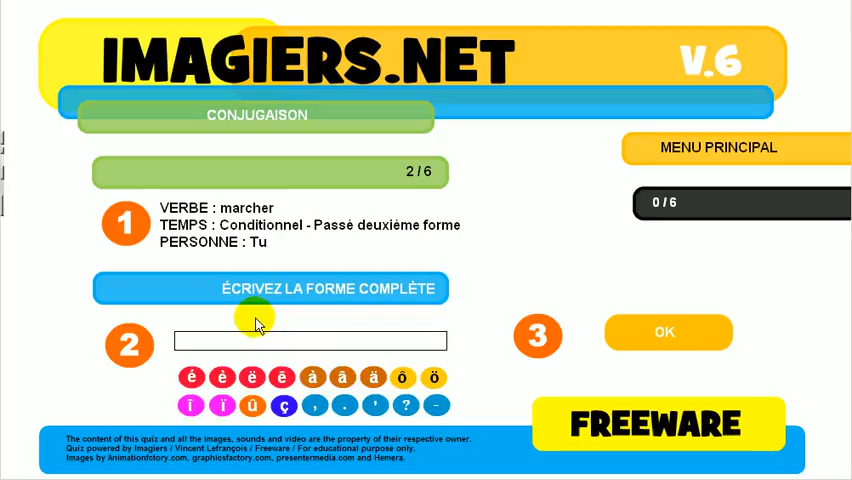 IMAGIERS.NET
V.6
CONJUGAISON
MENU PRINCIPAL
2 / 6
0 / 6
1
VERBE : marcher
TEMPS : Conditionnel - Passé deuxième forme
PERSONNE : Tu
ÉCRIVEZ LA FORME COMPLÈTE
2
3
OK
é è ë ê à â ä ô ö
î ï û ç , . ' ? -
FREEWARE
The content of this quiz and all the images, sounds and video are the property of their respective owner.
Quiz powered by Imagiers / Vincent Lefrançois / Freeware / For educational purpose only.
Images by Animationfctory.com, graphicsfactory.com, presentermedia.com and Hemera.